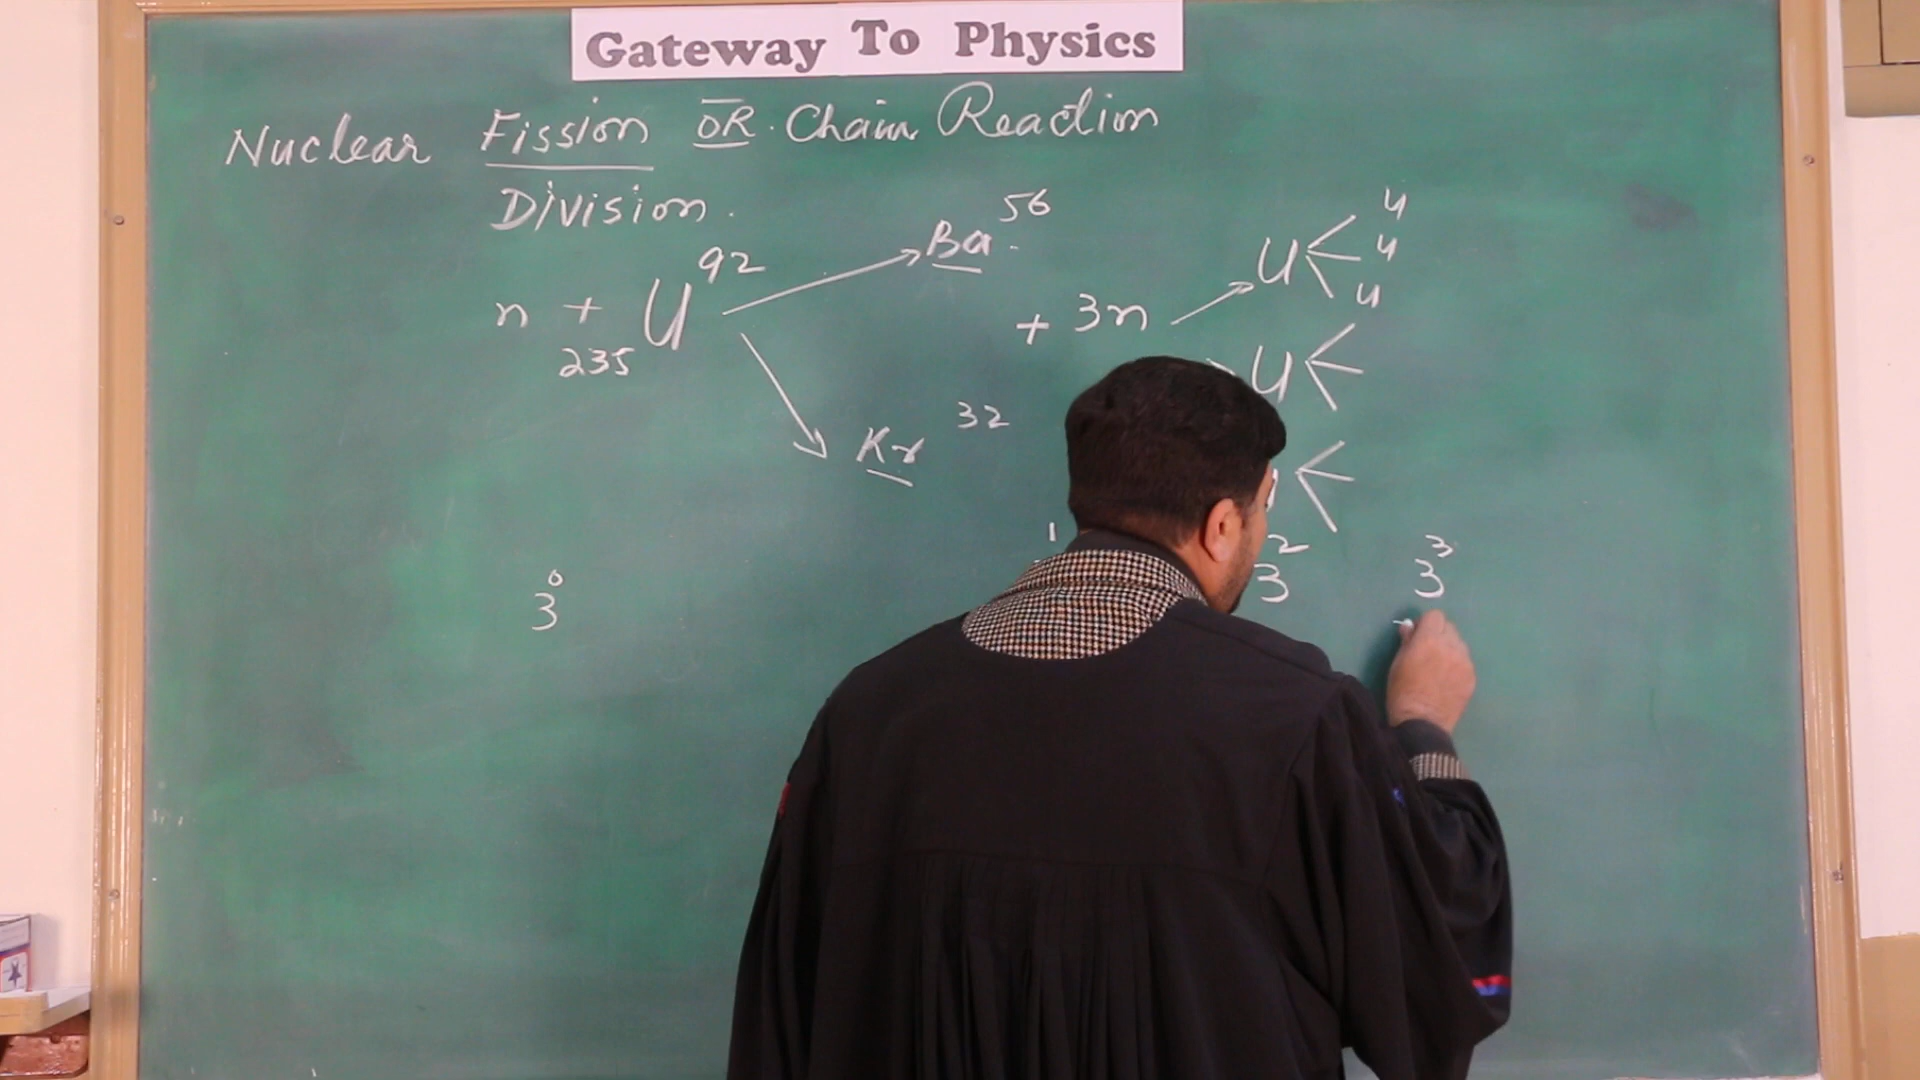 Gateway To Physics
Nuclear Fission OR. Chain Reaction
Division.
n + 235 U 92
Ba. 56
Kr 32
+ 3n
U U U U
U
3 0
1
3 2
3 3